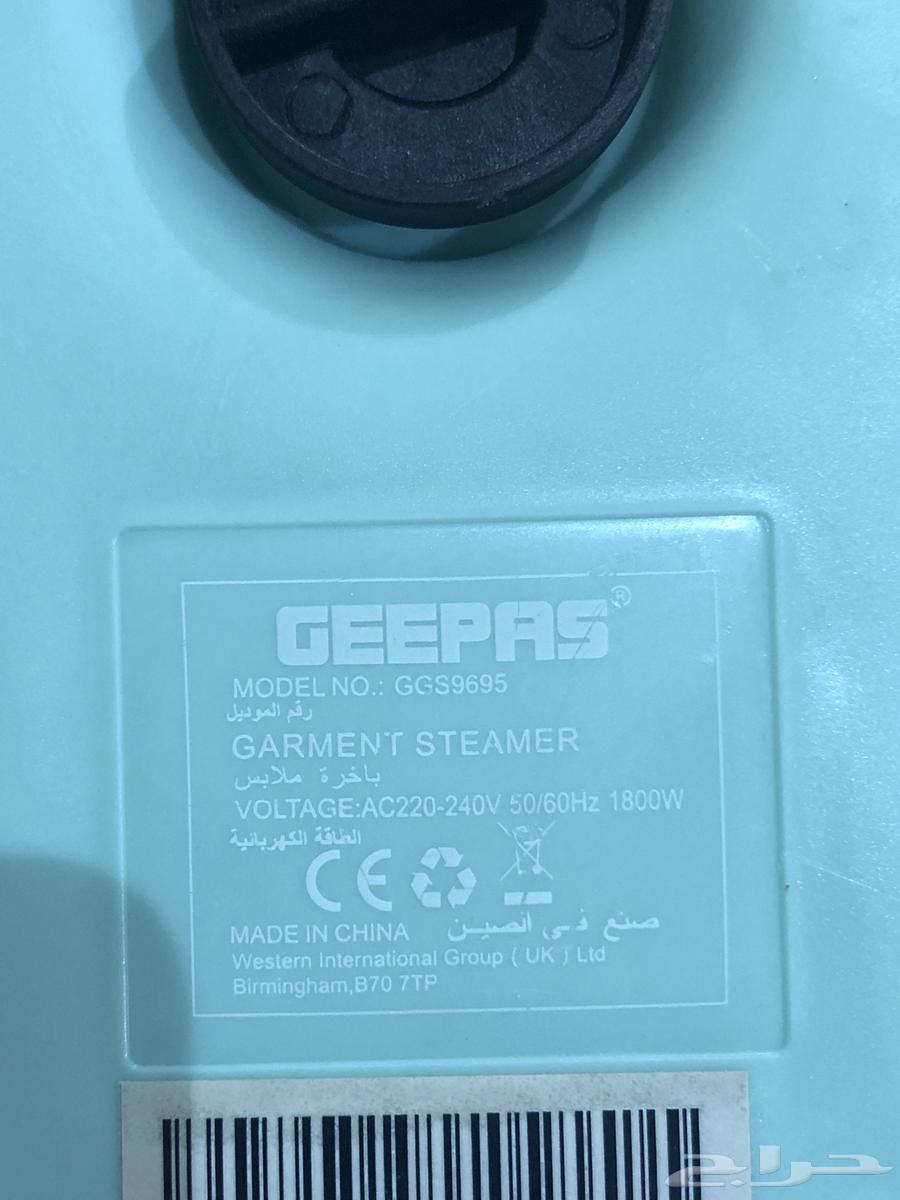 GEEPAS®
MODEL NO.: GGS9695
رقم الموديل
GARMENT STEAMER
باخرة ملابس
VOLTAGE:AC220-240V 50/60Hz 1800W
الطاقة الكهربائية
CE
MADE IN CHINA صنع في الصين
Western International Group ( UK ) Ltd
Birmingham,B70 7TP
حراج